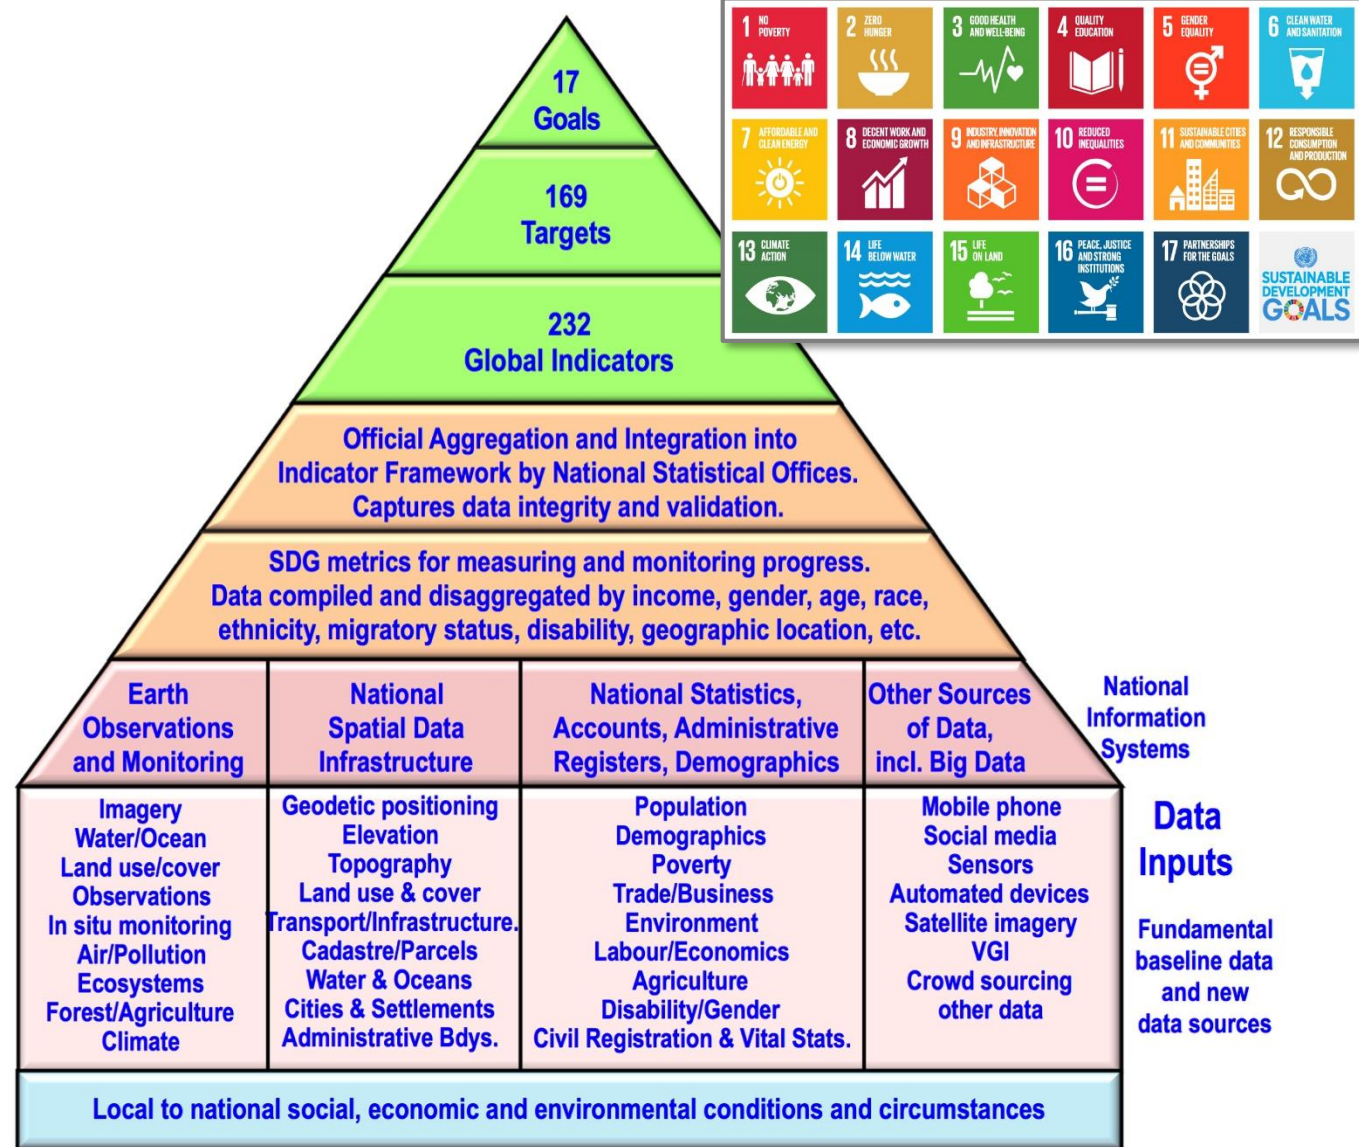 17
Goals
169
Targets
232
Global Indicators
Official Aggregation and Integration into
Indicator Framework by National Statistical Offices.
Captures data integrity and validation.
SDG metrics for measuring and monitoring progress.
Data compiled and disaggregated by income, gender, age, race,
ethnicity, migratory status, disability, geographic location, etc.
Earth
Observations
and Monitoring
National
Spatial Data
Infrastructure
National Statistics,
Accounts, Administrative
Registers, Demographics
Other Sources
of Data,
incl. Big Data
National
Information
Systems
Imagery
Water/Ocean
Land use/cover
Observations
In situ monitoring
Air/Pollution
Ecosystems
Forest/Agriculture
Climate
Geodetic positioning
Elevation
Topography
Land use & cover
Transport/Infrastructure.
Cadastre/Parcels
Water & Oceans
Cities & Settlements
Administrative Bdys.
Population
Demographics
Poverty
Trade/Business
Environment
Labour/Economics
Agriculture
Disability/Gender
Civil Registration & Vital Stats.
Mobile phone
Social media
Sensors
Automated devices
Satellite imagery
VGI
Crowd sourcing
other data
Data
Inputs
Fundamental
baseline data
and new
data sources
Local to national social, economic and environmental conditions and circumstances
1 NO
POVERTY
2 ZERO
HUNGER
3 GOOD HEALTH
AND WELL-BEING
4 QUALITY
EDUCATION
5 GENDER
EQUALITY
6 CLEAN WATER
AND SANITATION
7 AFFORDABLE AND
CLEAN ENERGY
8 DECENT WORK AND
ECONOMIC GROWTH
9 INDUSTRY, INNOVATION
AND INFRASTRUCTURE
10 REDUCED
INEQUALITIES
11 SUSTAINABLE CITIES
AND COMMUNITIES
12 RESPONSIBLE
CONSUMPTION
AND PRODUCTION
13 CLIMATE
ACTION
14 LIFE
BELOW WATER
15 LIFE
ON LAND
16 PEACE, JUSTICE
AND STRONG
INSTITUTIONS
17 PARTNERSHIPS
FOR THE GOALS
SUSTAINABLE
DEVELOPMENT
GOALS